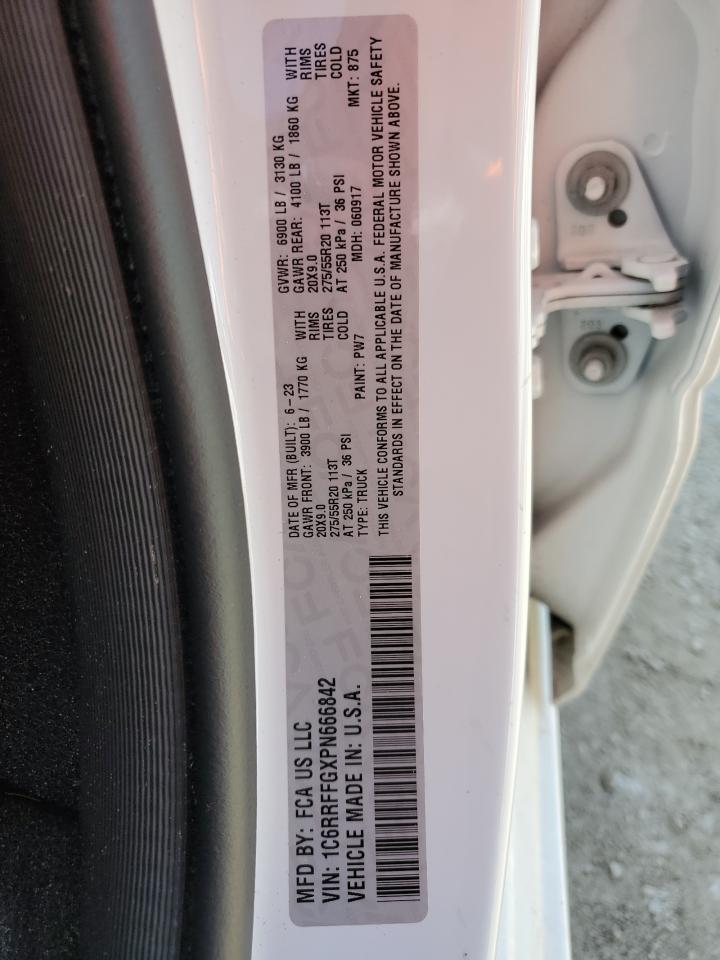 MFD BY: FCA US LLC
VIN: 1C6RRFFGXPN666842
VEHICLE MADE IN: U.S.A.
DATE OF MFR (BUILT): 6-23 GVWR: 6900 LB / 3130 KG
GAWR FRONT: 3900 LB / 1770 KG WITH GAWR REAR: 4100 LB / 1860 KG WITH
20X9.0 RIMS 20X9.0 RIMS
275/55R20 113T TIRES 275/55R20 113T TIRES
AT 250 kPa / 36 PSI COLD AT 250 kPa / 36 PSI COLD
TYPE: TRUCK PAINT: PW7 MDH: 060917 MKT: 875
THIS VEHICLE CONFORMS TO ALL APPLICABLE U.S.A. FEDERAL MOTOR VEHICLE SAFETY
STANDARDS IN EFFECT ON THE DATE OF MANUFACTURE SHOWN ABOVE.